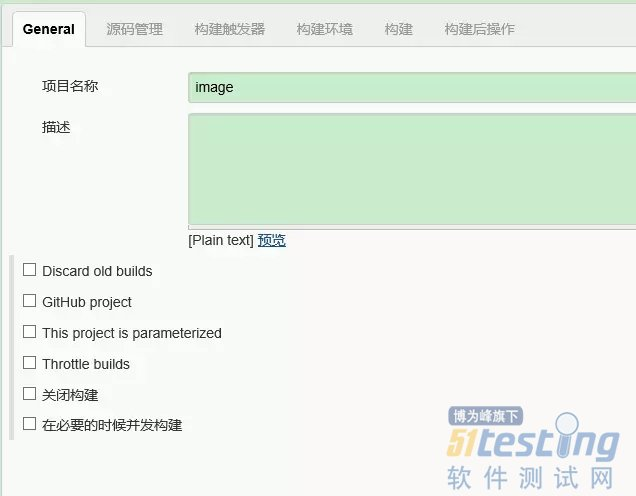 General 源码管理 构建触发器 构建环境 构建 构建后操作
项目名称 image
描述
[Plain text] 预览
Discard old builds
GitHub project
This project is parameterized
Throttle builds
关闭构建
在必要的时候并发构建
博为峰旗下
51testing
软件测试网